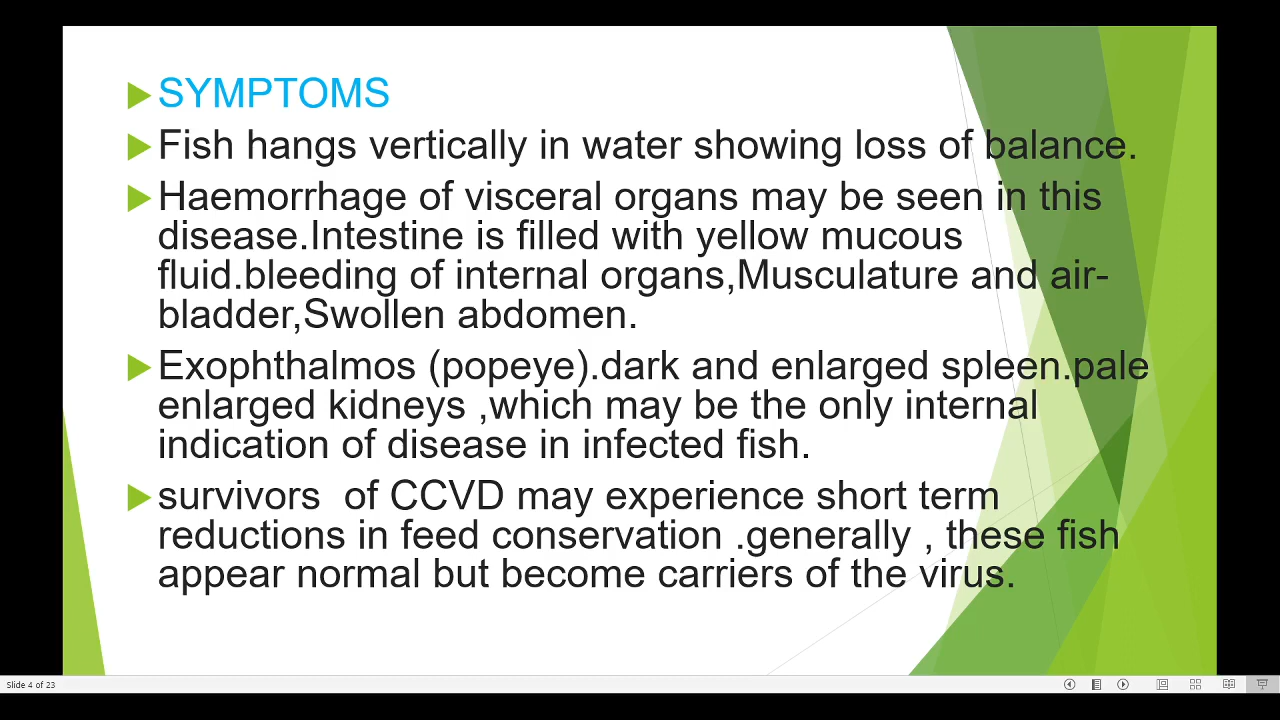 SYMPTOMS
Fish hangs vertically in water showing loss of balance.
Haemorrhage of visceral organs may be seen in this
disease.Intestine is filled with yellow mucous
fluid.bleeding of internal organs,Musculature and air-
bladder,Swollen abdomen.
Exophthalmos (popeye).dark and enlarged spleen.pale
enlarged kidneys ,which may be the only internal
indication of disease in infected fish.
survivors  of CCVD may experience short term
reductions in feed conservation .generally , these fish
appear normal but become carriers of the virus.
Slide 4 of 23